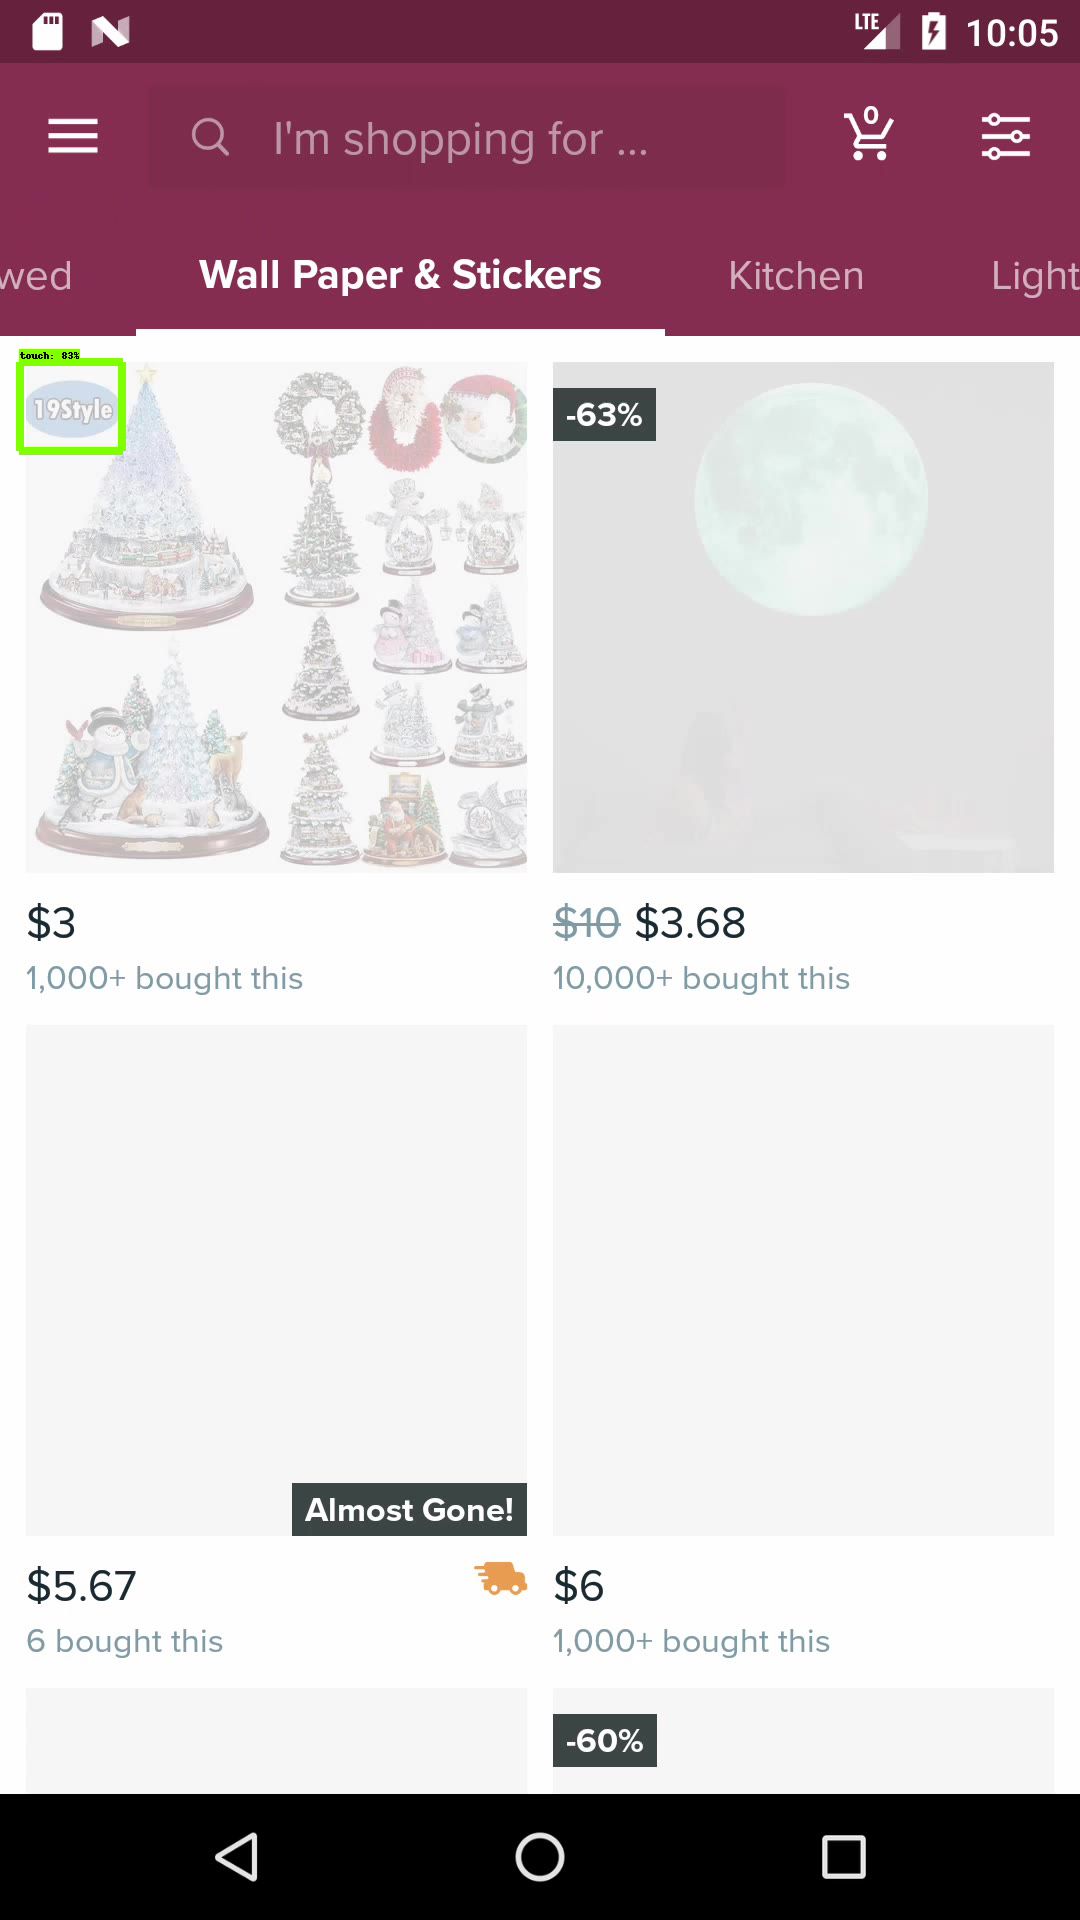 LTE 10:05
I'm shopping for ... 0
wed Wall Paper & Stickers Kitchen Light
touch: 83%
19Style
-63%
$3
1,000+ bought this
$10 $3.68
10,000+ bought this
Almost Gone!
$5.67
6 bought this
$6
1,000+ bought this
-60%